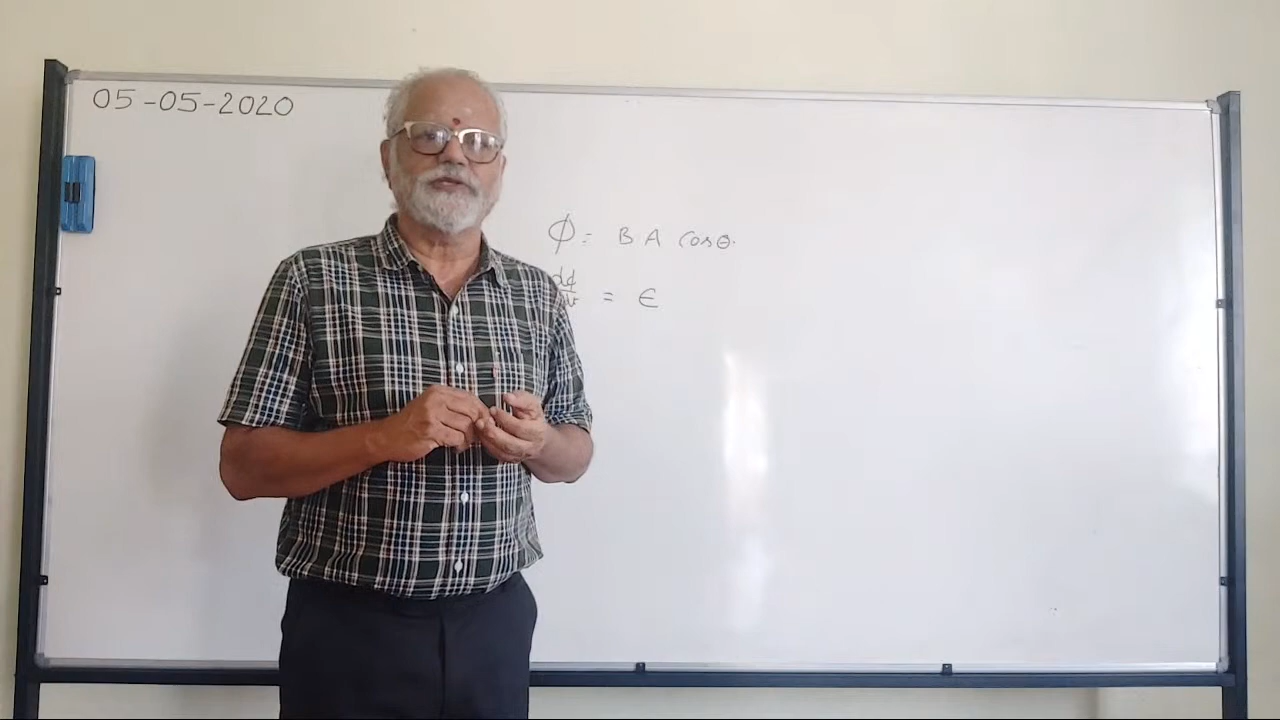 05-05-2020
ϕ = B A Cosθ.
dϕ/dt = ϵ